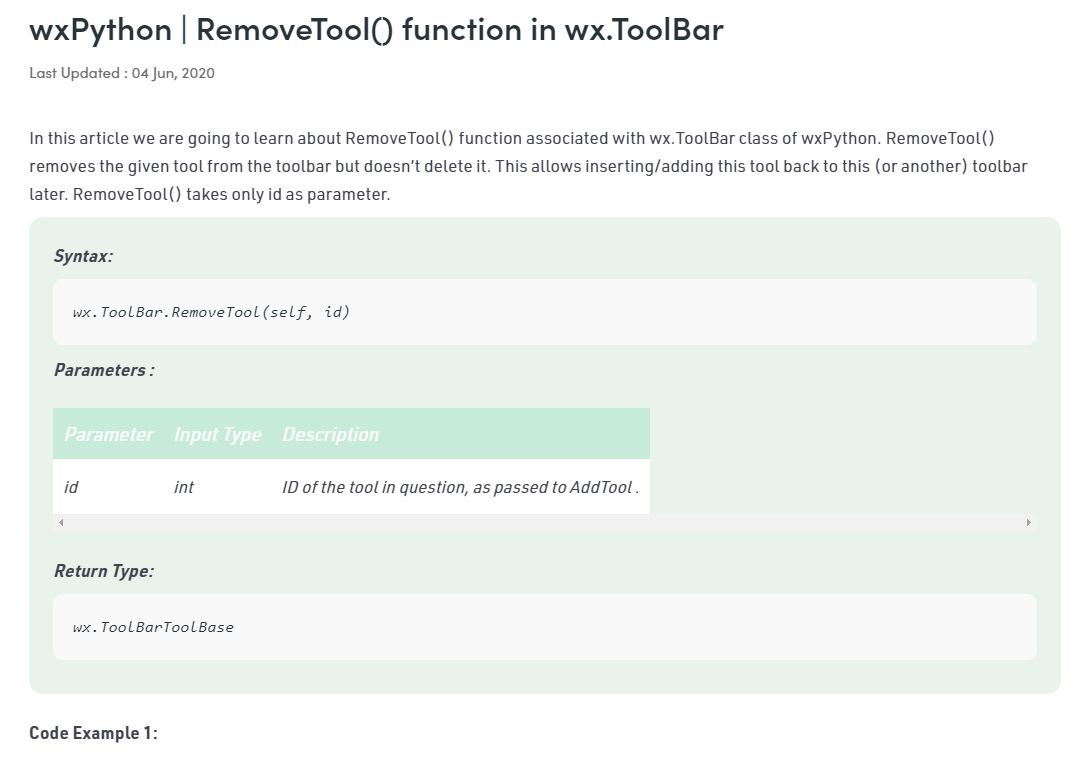 wxPython | RemoveTool() function in wx.ToolBar
Last Updated : 04 Jun, 2020
In this article we are going to learn about RemoveTool() function associated with wx.ToolBar class of wxPython. RemoveTool()
removes the given tool from the toolbar but doesn’t delete it. This allows inserting/adding this tool back to this (or another) toolbar
later. RemoveTool() takes only id as parameter.
Syntax:
wx.ToolBar.RemoveTool(self, id)
Parameters :
Parameter Input Type Description
id int ID of the tool in question, as passed to AddTool .
Return Type:
wx.ToolBarToolBase
Code Example 1: